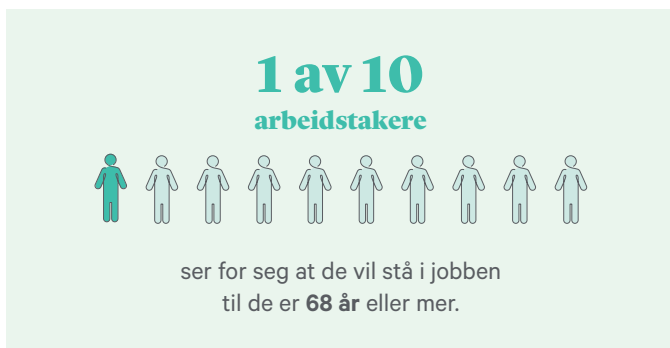 1 av 10
arbeidstakere
ser for seg at de vil stå i jobben
til de er 68 år eller mer.